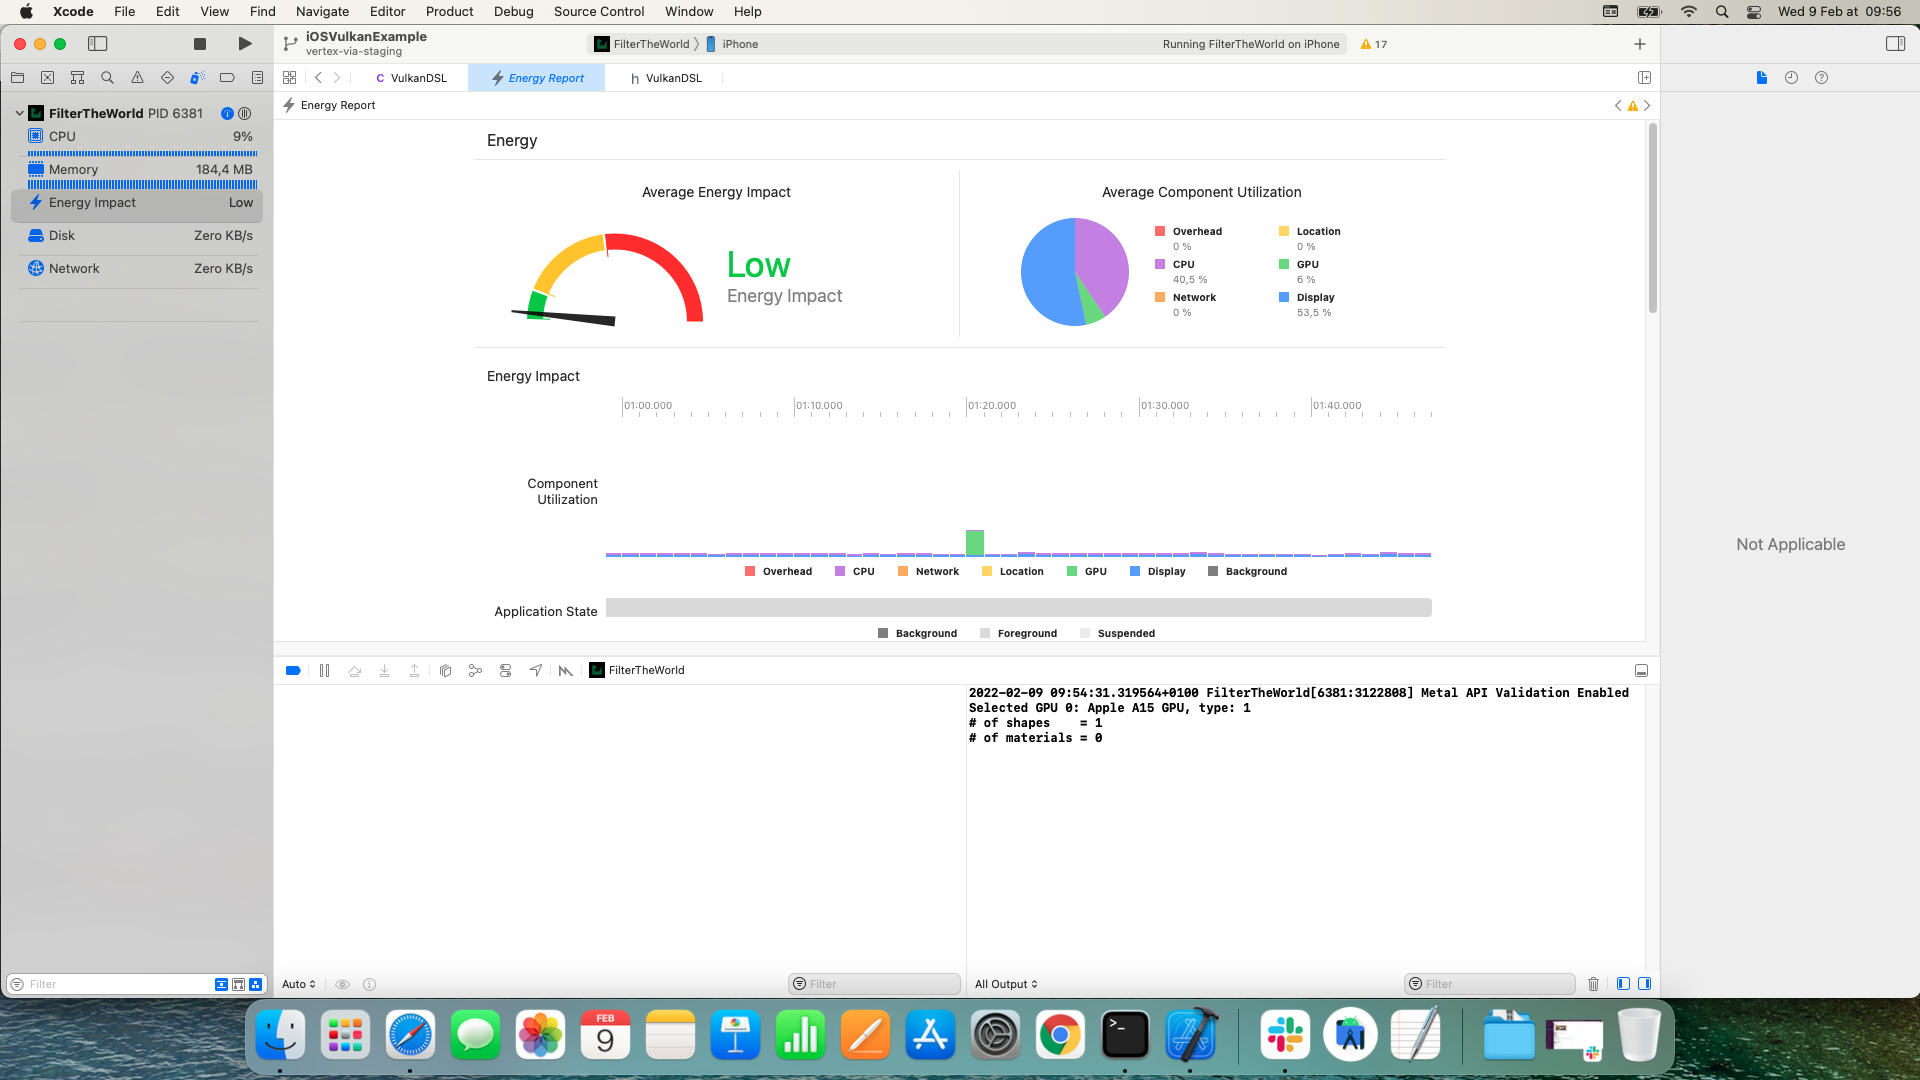 Xcode File Edit View Find Navigate Editor Product Debug Source Control Window Help
Wed 9 Feb at 09:56
iOSVulkanExample
vertex-via-staging
FilterTheWorld
iPhone
Running FilterTheWorld on iPhone
17
C VulkanDSL
Energy Report
h VulkanDSL
Energy Report
FilterTheWorld PID 6381
CPU 9%
Memory 184,4 MB
Energy Impact Low
Disk Zero KB/s
Network Zero KB/s
Energy
Average Energy Impact
Low
Energy Impact
Average Component Utilization
Overhead
0 %
Location
0 %
CPU
40,5 %
GPU
6 %
Network
0 %
Display
53,5 %
Energy Impact
01:00.000 01:10.000 01:20.000 01:30.000 01:40.000
Component
Utilization
Overhead CPU Network Location GPU Display Background
Application State
Background Foreground Suspended
Not Applicable
FilterTheWorld
2022-02-09 09:54:31.319564+0100 FilterTheWorld[6381:3122808] Metal API Validation Enabled
Selected GPU 0: Apple A15 GPU, type: 1
# of shapes    = 1
# of materials = 0
Filter
Auto
Filter
All Output
Filter
FEB
9
>_